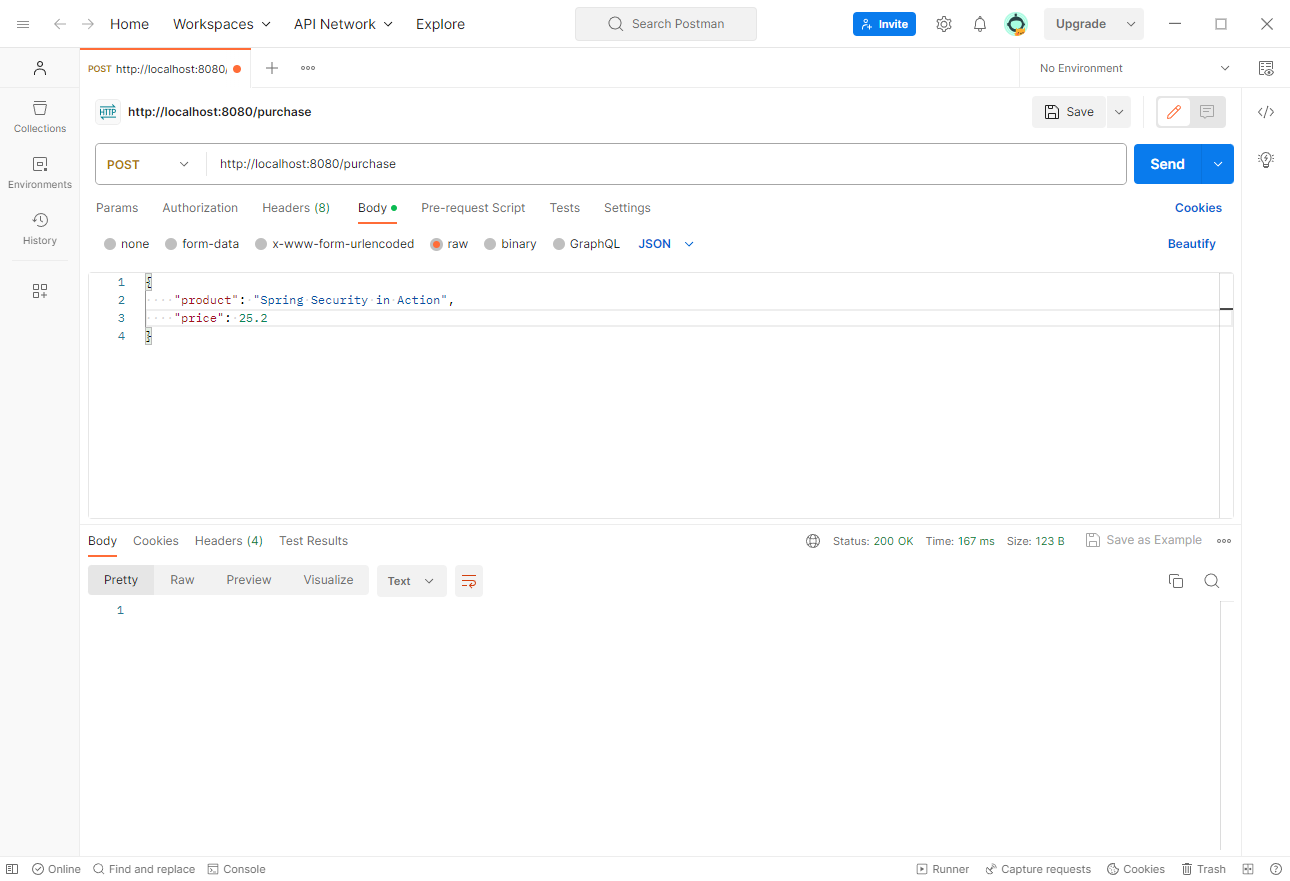 Home Workspaces API Network Explore Search Postman Invite Upgrade
POST http://localhost:8080/ No Environment
HTTP http://localhost:8080/purchase Save
Collections
POST http://localhost:8080/purchase Send
Environments
Params Authorization Headers (8) Body Pre-request Script Tests Settings Cookies
History
none form-data x-www-form-urlencoded raw binary GraphQL JSON Beautify
1 {
2 "product": "Spring Security in Action",
3 "price": 25.2
4 }
Body Cookies Headers (4) Test Results Status: 200 OK Time: 167 ms Size: 123 B Save as Example
Pretty Raw Preview Visualize Text
1
Online Find and replace Console Runner Capture requests Cookies Trash